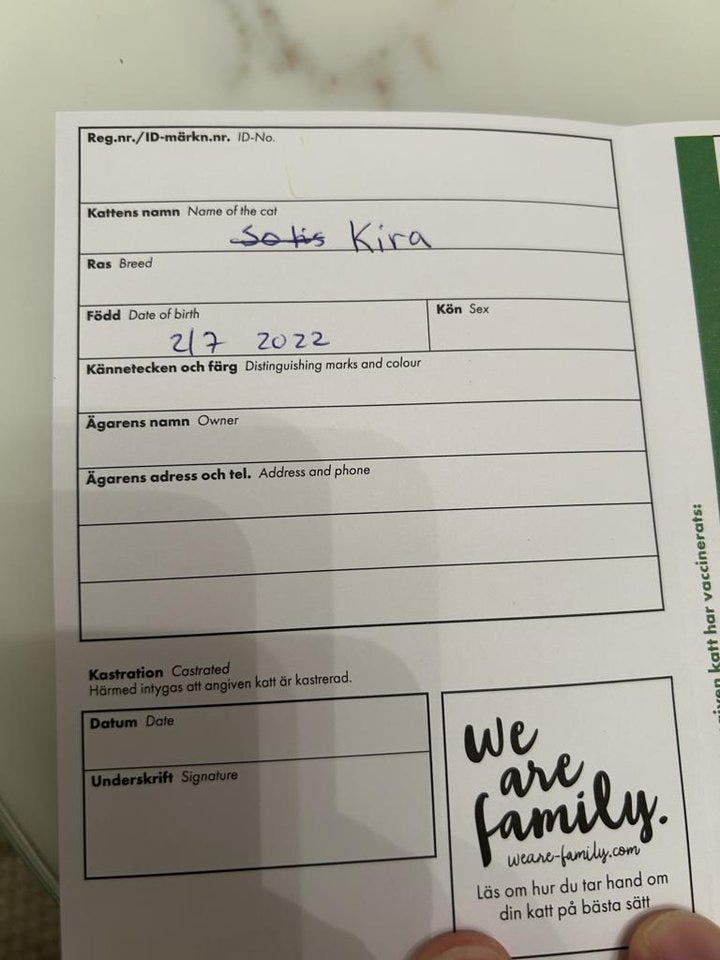 Reg.nr./ID-märkn.nr. ID-No.
Kattens namn Name of the cat
Kira
Ras Breed
Född Date of birth
2/7 2022
Kön Sex
Kännetecken och färg Distinguishing marks and colour
Ägarens namn Owner
Ägarens adress och tel. Address and phone
Kastration Castrated
Härmed intygas att angiven katt är kastrerad.
Datum Date
Underskrift Signature
we
are
family.
weare-family.com
Läs om hur du tar hand om
din katt på bästa sätt
katt har vaccinerats: